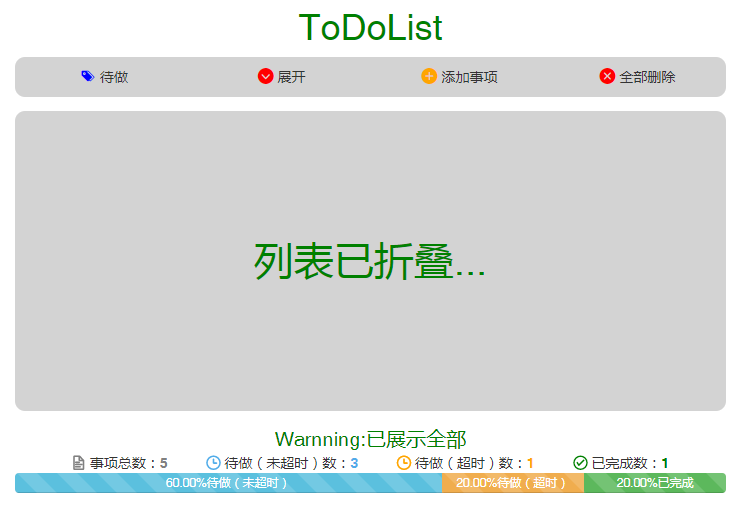 ToDoList
待做 展开 添加事项 全部删除
列表已折叠...
Warnning:已展示全部
事项总数：5 待做（未超时）数：3 待做（超时）数：1 已完成数：1
60.00%待做（未超时） 20.00%待做（超时） 20.00%已完成